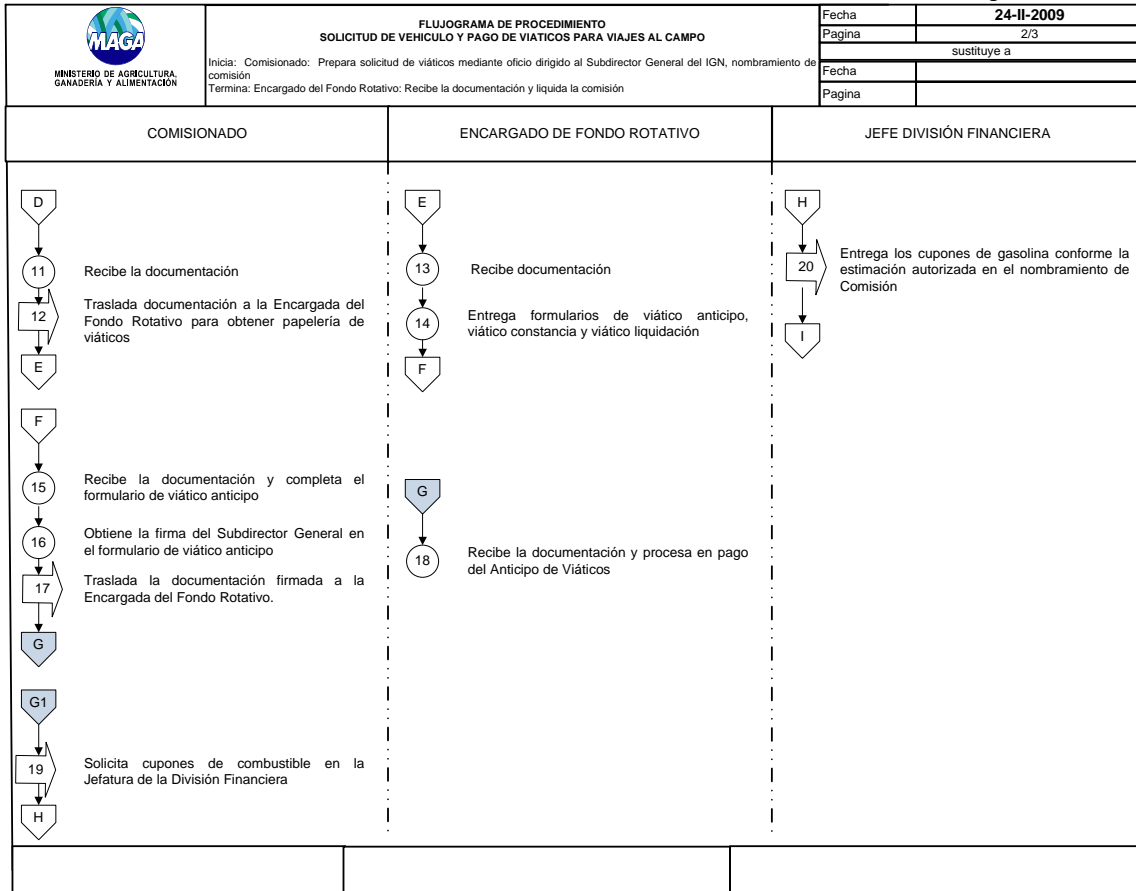 MAGA
MINISTERIO DE AGRICULTURA,
GANADERÍA Y ALIMENTACIÓN
FLUJOGRAMA DE PROCEDIMIENTO
SOLICITUD DE VEHICULO Y PAGO DE VIATICOS PARA VIAJES AL CAMPO
Inicia: Comisionado: Prepara solicitud de viáticos mediante oficio dirigido al Subdirector General del IGN, nombramiento de
comisión
Termina: Encargado del Fondo Rotativo: Recibe la documentación y liquida la comisión
Fecha 24-II-2009
Pagina 2/3
sustituye a
Fecha
Pagina
COMISIONADO
D
11 Recibe la documentación
12 Traslada documentación a la Encargada del
Fondo Rotativo para obtener papelería de
viáticos
E
F
15 Recibe la documentación y completa el
formulario de viático anticipo
16 Obtiene la firma del Subdirector General en
el formulario de viático anticipo
17 Traslada la documentación firmada a la
Encargada del Fondo Rotativo.
G
G1
19 Solicita cupones de combustible en la
Jefatura de la División Financiera
H
ENCARGADO DE FONDO ROTATIVO
E
13 Recibe documentación
14 Entrega formularios de viático anticipo,
viático constancia y viático liquidación
F
G
18 Recibe la documentación y procesa en pago
del Anticipo de Viáticos
JEFE DIVISIÓN FINANCIERA
H
20 Entrega los cupones de gasolina conforme la
estimación autorizada en el nombramiento de
Comisión
I